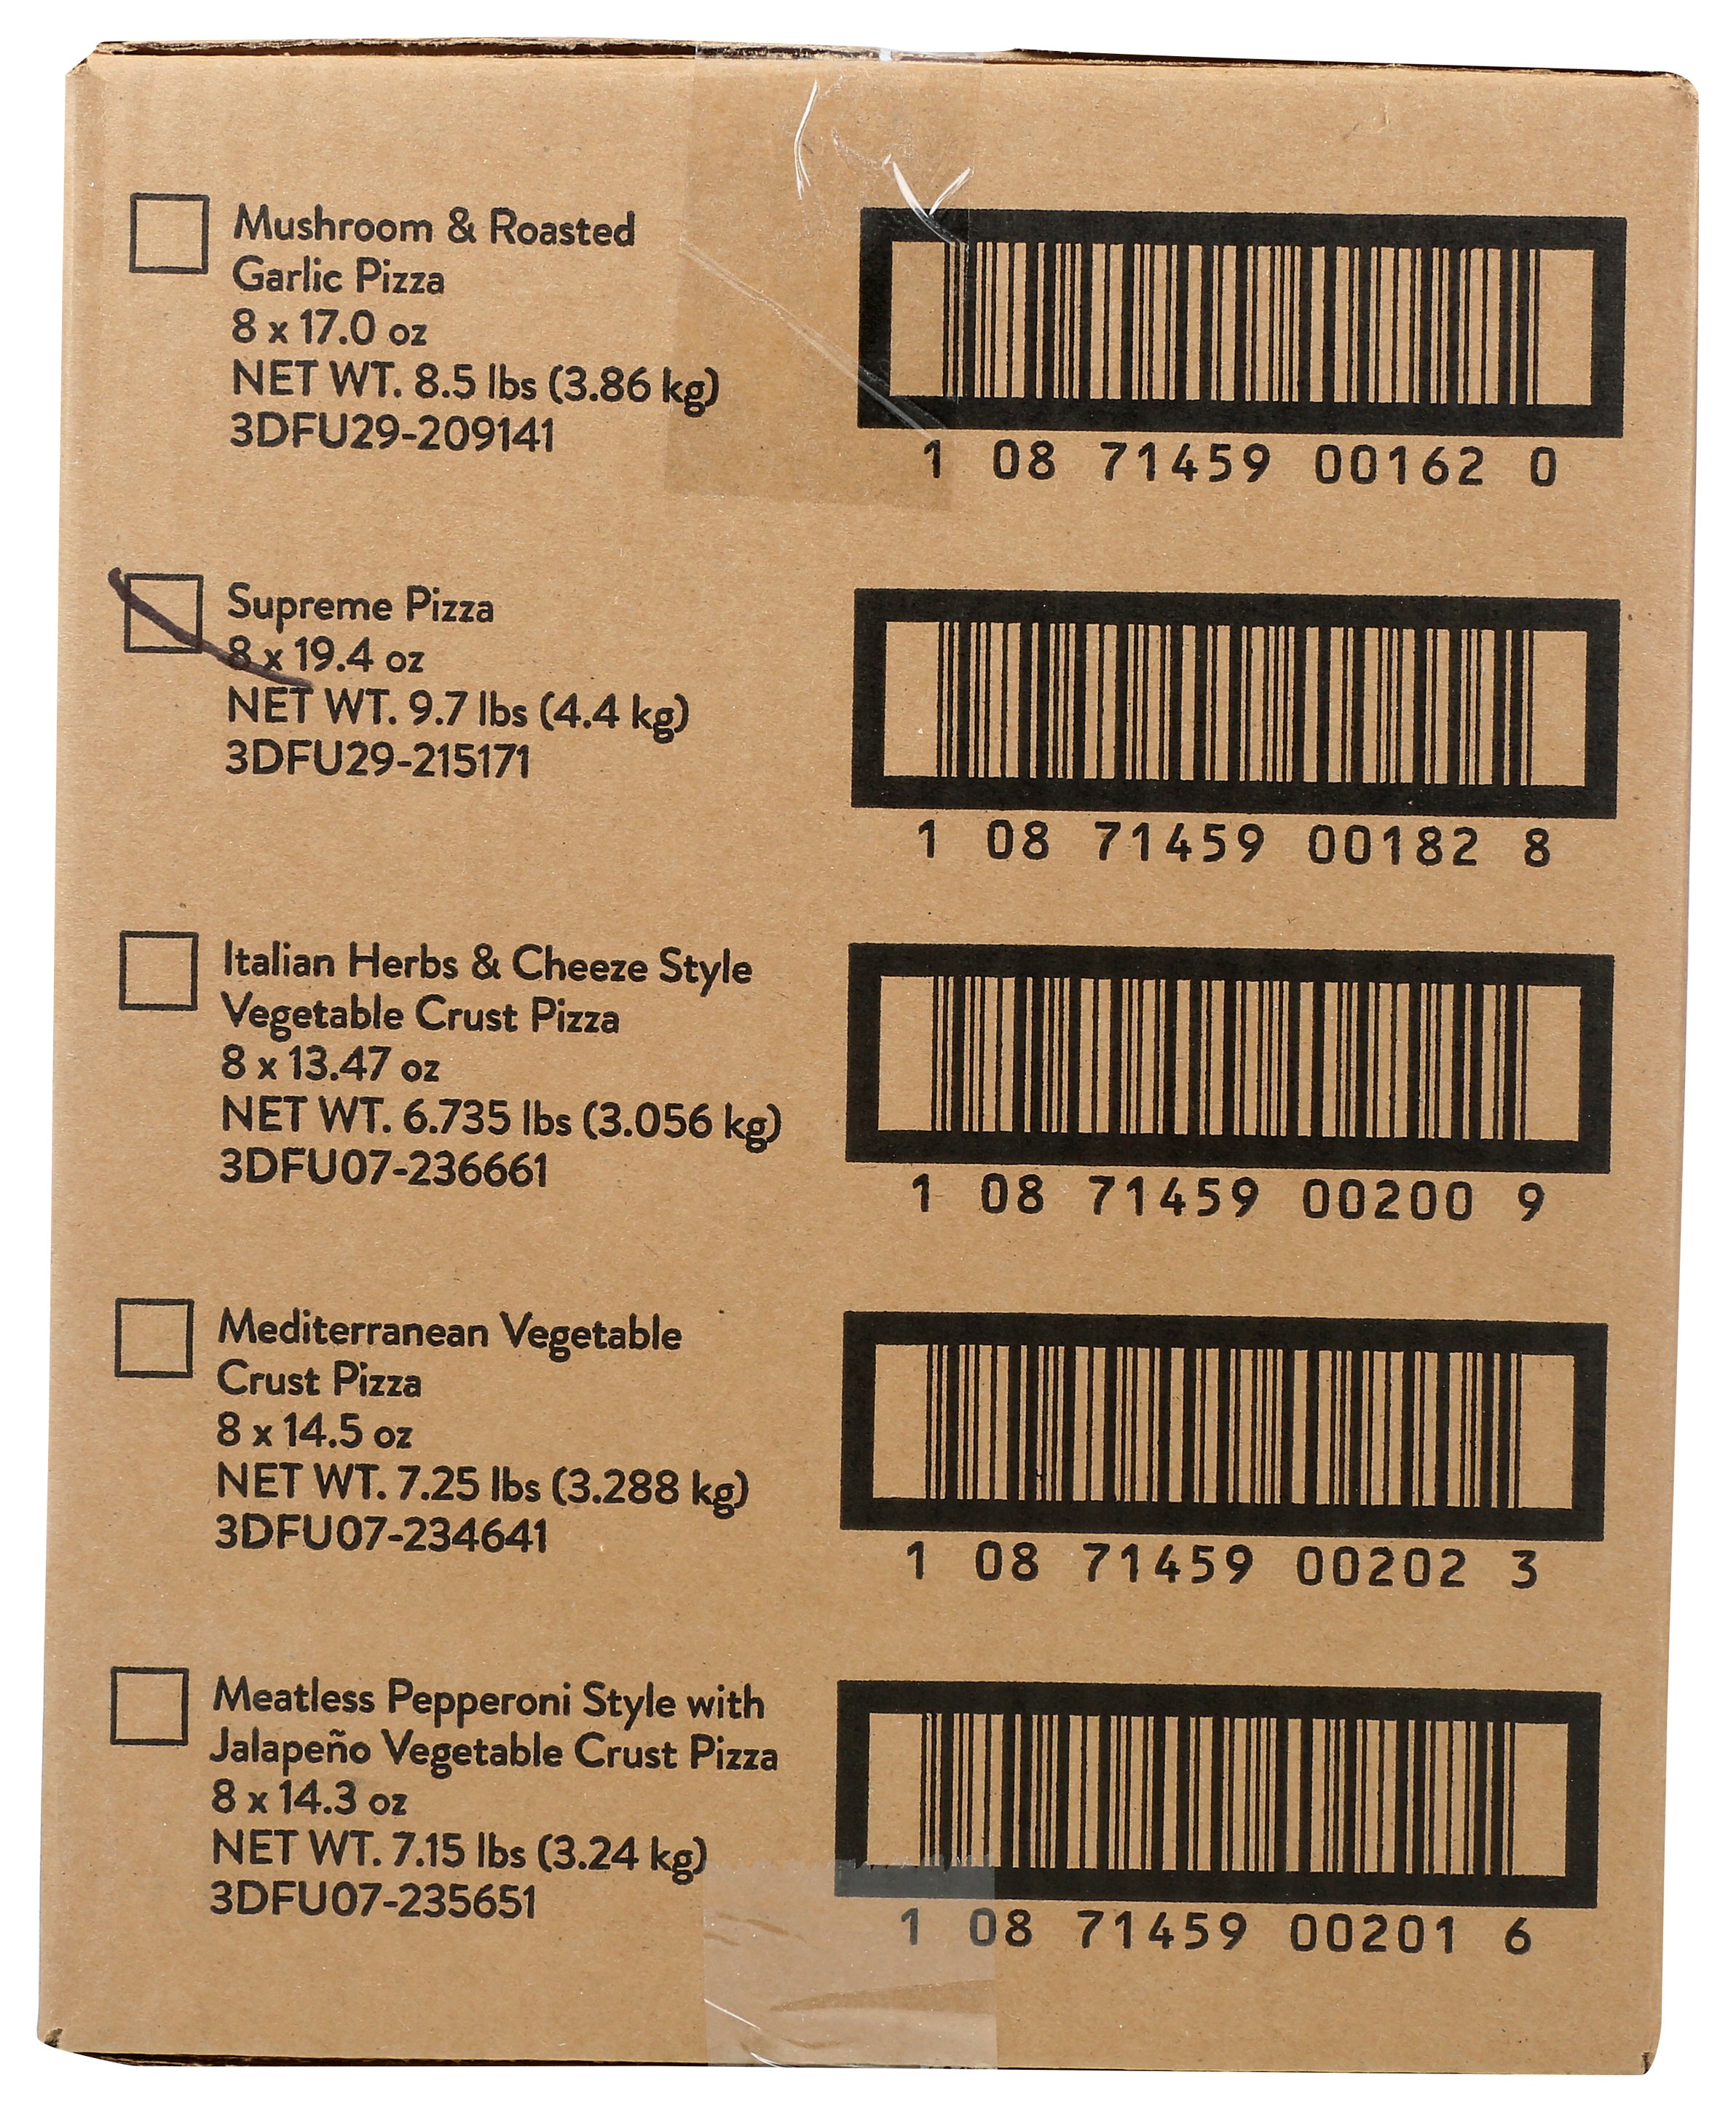 Mushroom & Roasted
Garlic Pizza
8 x 17.0 oz
NET WT. 8.5 lbs (3.86 kg)
3DFU29-209141
1 08 71459 00162 0
Supreme Pizza
8 x 19.4 oz
NET WT. 9.7 lbs (4.4 kg)
3DFU29-215171
1 08 71459 00182 8
Italian Herbs & Cheeze Style
Vegetable Crust Pizza
8 x 13.47 oz
NET WT. 6.735 lbs (3.056 kg)
3DFU07-236661
1 08 71459 00200 9
Mediterranean Vegetable
Crust Pizza
8 x 14.5 oz
NET WT. 7.25 lbs (3.288 kg)
3DFU07-234641
1 08 71459 00202 3
Meatless Pepperoni Style with
Jalapeño Vegetable Crust Pizza
8 x 14.3 oz
NET WT. 7.15 lbs (3.24 kg)
3DFU07-235651
1 08 71459 00201 6